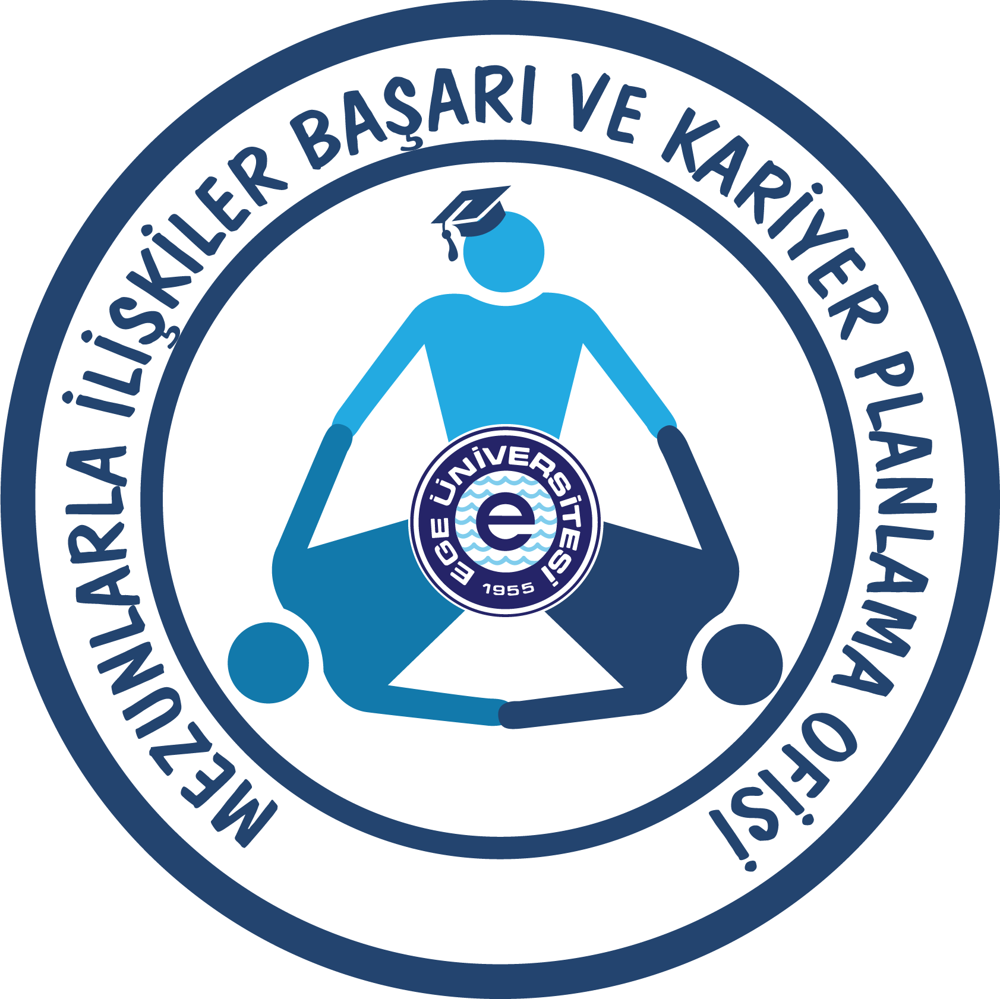 MEZUNLARLA İLİŞKİLER BAŞARI VE KARİYER PLANLAMA OFİSİ
EGE ÜNİVERSİTESİ
e
1955